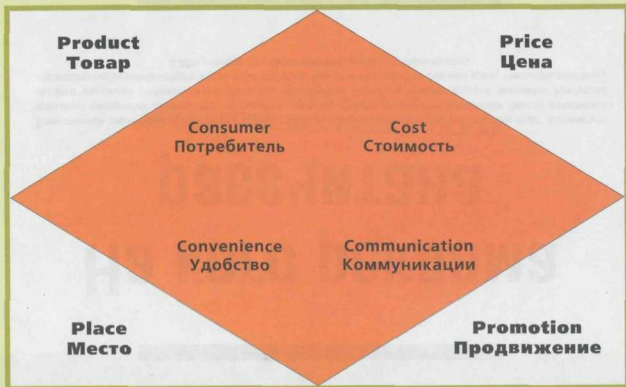 Product
Товар
Price
Цена
Consumer
Потребитель
Cost
Стоимость
Convenience
Удобство
Communication
Коммуникации
Place
Место
Promotion
Продвижение